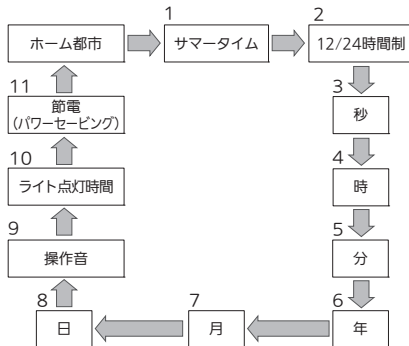 1
2
ホーム都市
サマータイム
12/24時間制
11
3
節電
(パワーセービング)
秒
10
4
ライト点灯時間
時
9
5
操作音
分
8
7
6
日
月
年